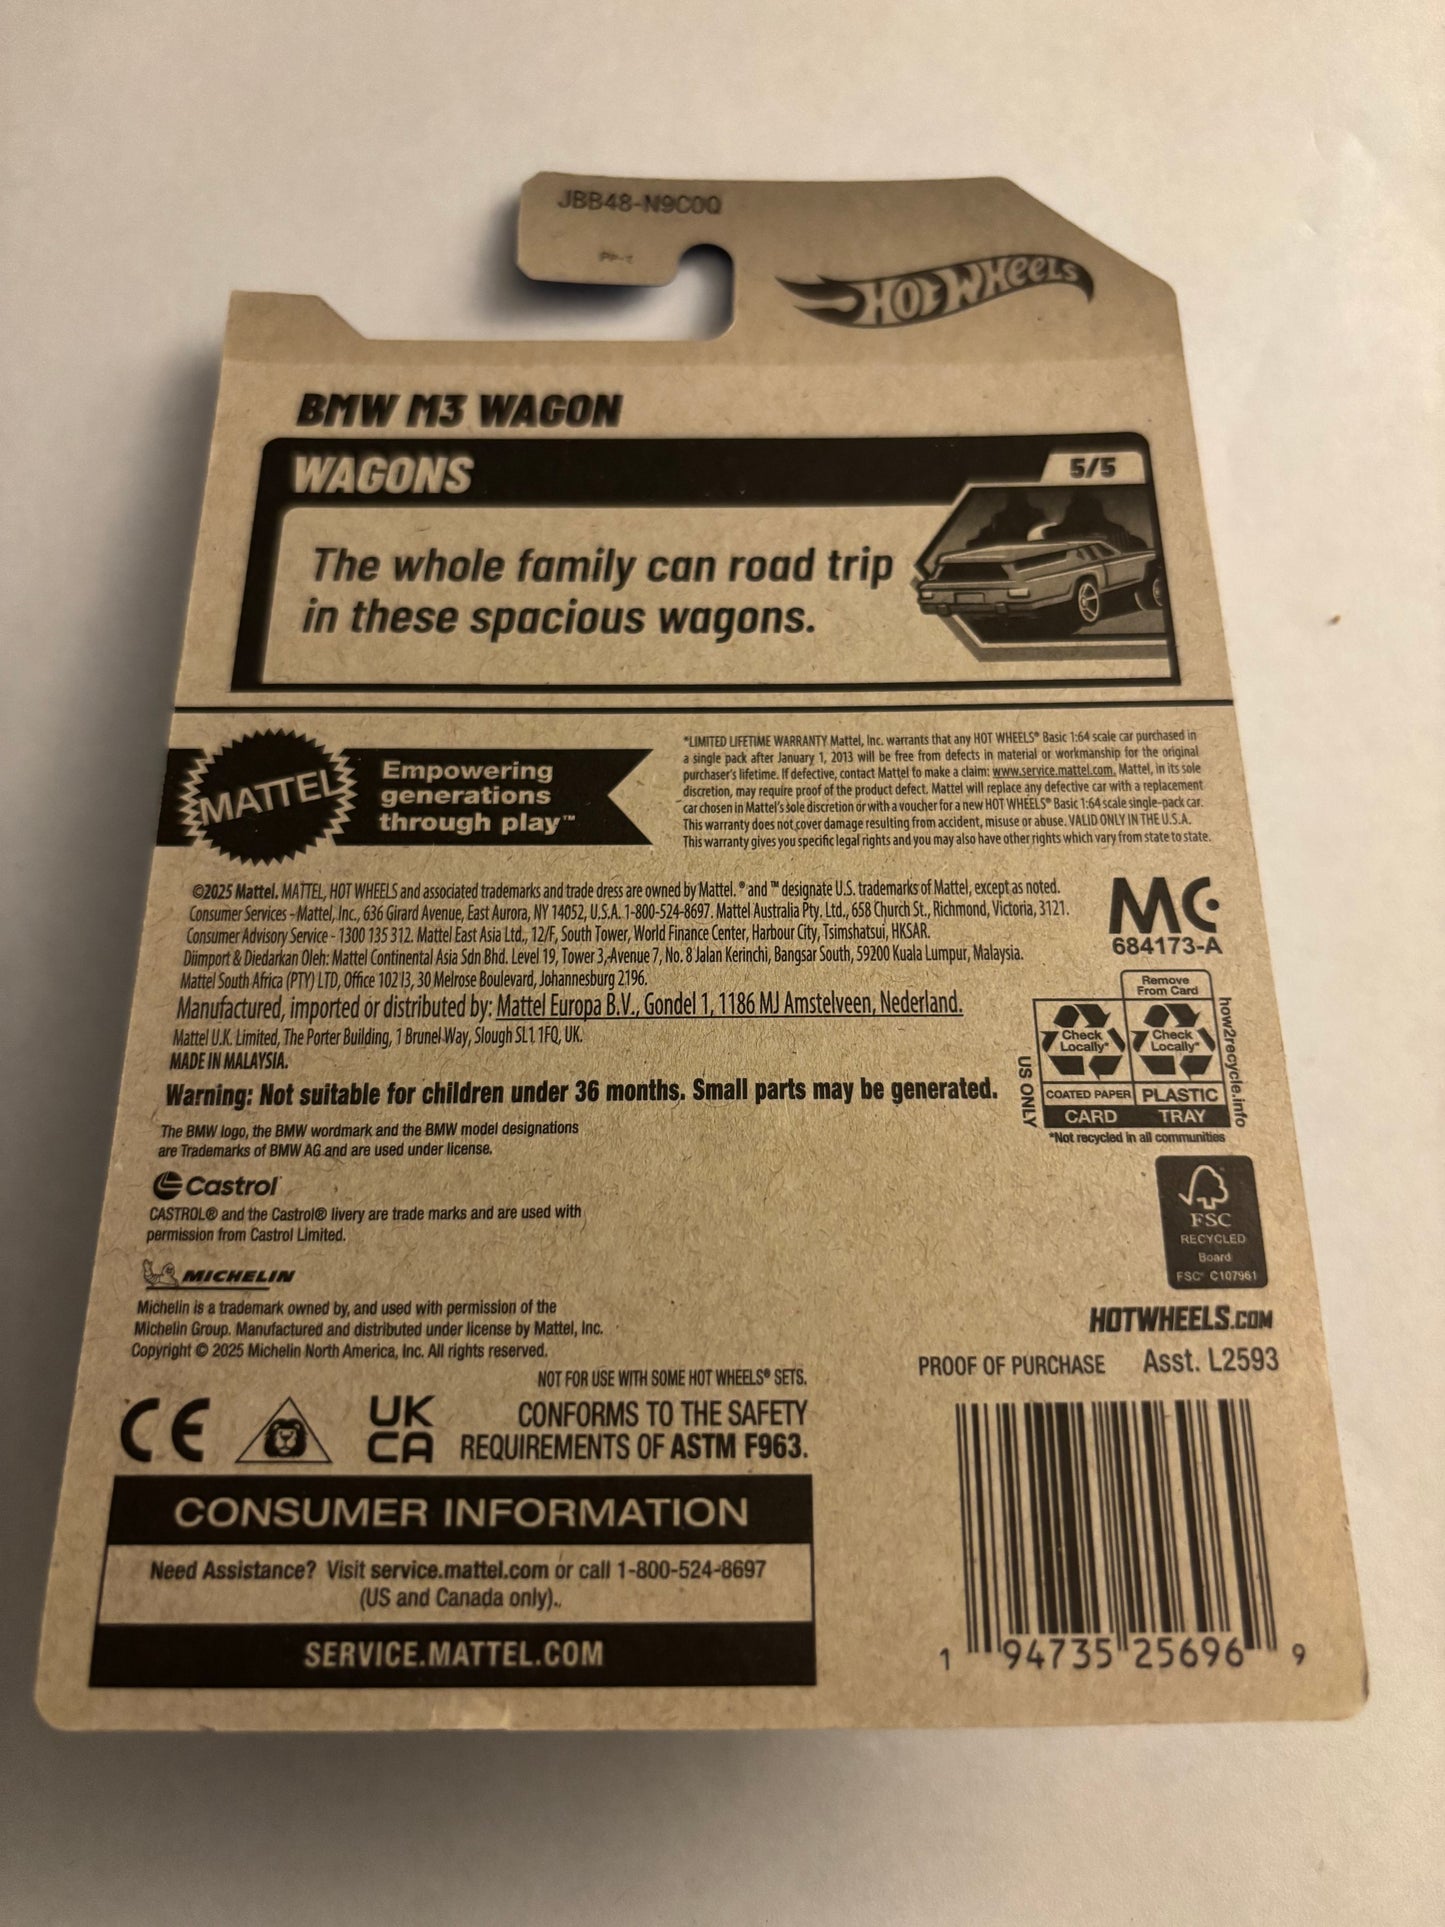 JBB48-N9C0Q
PP-1
HOT WHEELS
BMW M3 WAGON
WAGONS
5/5
The whole family can road trip
in these spacious wagons.
MATTEL
Empowering
generations
through play™
*LIMITED LIFETIME WARRANTY Mattel, Inc. warrants that any HOT WHEELS® Basic 1:64 scale car purchased in
a single pack after January 1, 2013 will be free from defects in material or workmanship for the original
purchaser's lifetime. If defective, contact Mattel to make a claim: www.service.mattel.com. Mattel, in its sole
discretion, may require proof of the product defect. Mattel will replace any defective car with a replacement
car chosen in Mattel's sole discretion or with a voucher for a new HOT WHEELS® Basic 1:64 scale single-pack car.
This warranty does not cover damage resulting from accident, misuse or abuse. VALID ONLY IN THE U.S.A.
This warranty gives you specific legal rights and you may also have other rights which vary from state to state.
©2025 Mattel. MATTEL, HOT WHEELS and associated trademarks and trade dress are owned by Mattel. ® and ™ designate U.S. trademarks of Mattel, except as noted.
Consumer Services - Mattel, Inc., 636 Girard Avenue, East Aurora, NY 14052, U.S.A. 1-800-524-8697. Mattel Australia Pty. Ltd., 658 Church St., Richmond, Victoria, 3121.
Consumer Advisory Service - 1300 135 312. Mattel East Asia Ltd., 12/F, South Tower, World Finance Center, Harbour City, Tsimshatsui, HKSAR.
Diimport & Diedarkan Oleh: Mattel Continental Asia Sdn Bhd. Level 19, Tower 3, Avenue 7, No. 8 Jalan Kerinchi, Bangsar South, 59200 Kuala Lumpur, Malaysia.
Mattel South Africa (PTY) LTD, Office 102 I3, 30 Melrose Boulevard, Johannesburg 2196.
Manufactured, imported or distributed by: Mattel Europa B.V., Gondel 1, 1186 MJ Amstelveen, Nederland.
Mattel U.K. Limited, The Porter Building, 1 Brunel Way, Slough SL1 1FQ, UK.
MADE IN MALAYSIA.
Warning: Not suitable for children under 36 months. Small parts may be generated.
MC
684173-A
Remove
From Card
Check
Locally*
Check
Locally*
COATED PAPER
PLASTIC
CARD
TRAY
US ONLY
how2recycle.info
*Not recycled in all communities
The BMW logo, the BMW wordmark and the BMW model designations
are Trademarks of BMW AG and are used under license.
Castrol
CASTROL® and the Castrol® livery are trade marks and are used with
permission from Castrol Limited.
MICHELIN
Michelin is a trademark owned by, and used with permission of the
Michelin Group. Manufactured and distributed under license by Mattel, Inc.
Copyright © 2025 Michelin North America, Inc. All rights reserved.
FSC
RECYCLED
Board
FSC® C107961
HOTWHEELS.COM
PROOF OF PURCHASE Asst. L2593
NOT FOR USE WITH SOME HOT WHEELS® SETS.
CE
UK
CA
CONFORMS TO THE SAFETY
REQUIREMENTS OF ASTM F963.
CONSUMER INFORMATION
Need Assistance? Visit service.mattel.com or call 1-800-524-8697
(US and Canada only).
SERVICE.MATTEL.COM
1 94735 25696 9